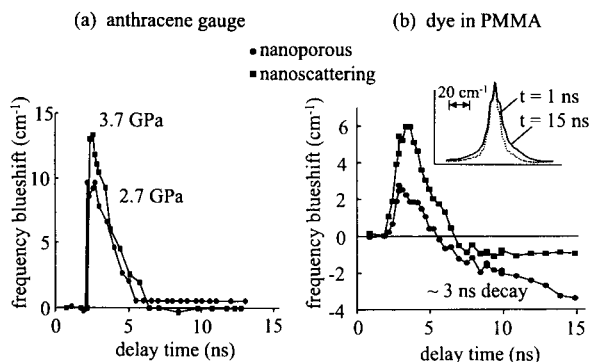 (a) anthracene gauge
(b) dye in PMMA
nanoporous
nanoscattering
frequency blueshift (cm⁻¹)
15
10
5
0
3.7 GPa
2.7 GPa
0 5 10 15
delay time (ns)
frequency blueshift (cm⁻¹)
6
4
2
0
-2
-4
20 cm⁻¹
t = 1 ns
t = 15 ns
~ 3 ns decay
0 5 10 15
delay time (ns)